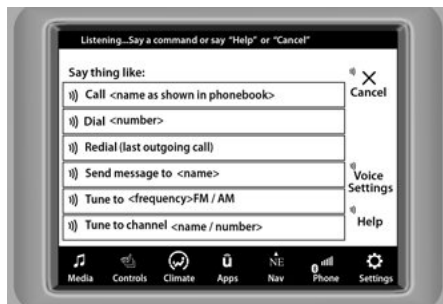 Listening...Say a command or say “Help” or “Cancel”
Say thing like:
Call <name as shown in phonebook>
Dial <number>
Redial (last outgoing call)
Send message to <name>
Tune to <frequency>FM / AM
Tune to channel <name / number>
Cancel
Voice
Settings
Help
NE
Media
Controls
Climate
Apps
Nav
0
Phone
Settings